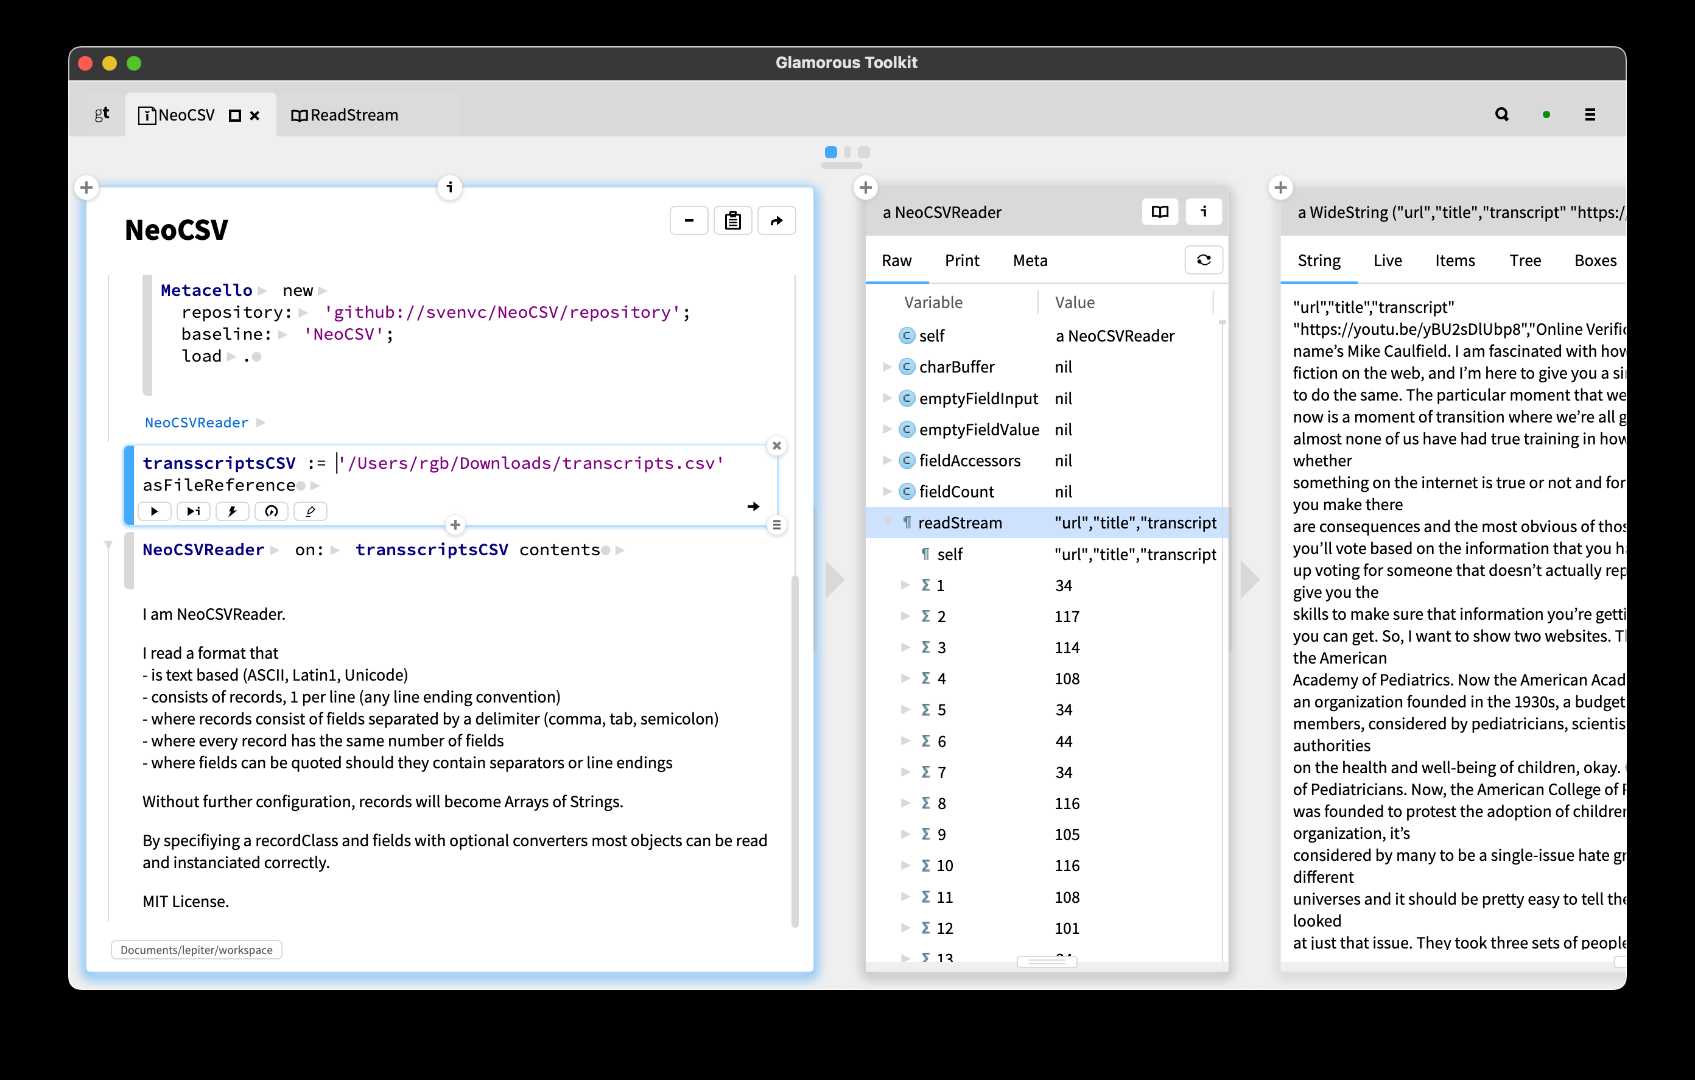 Glamorous Toolkit
gt
NeoCSV
ReadStream
NeoCSV
Metacello new
repository: 'github://svenvc/NeoCSV/repository';
baseline: 'NeoCSV';
load .
NeoCSVReader
transscriptsCSV := '/Users/rgb/Downloads/transcripts.csv'
asFileReference
NeoCSVReader on: transscriptsCSV contents
I am NeoCSVReader.
I read a format that
- is text based (ASCII, Latin1, Unicode)
- consists of records, 1 per line (any line ending convention)
- where records consist of fields separated by a delimiter (comma, tab, semicolon)
- where every record has the same number of fields
- where fields can be quoted should they contain separators or line endings
Without further configuration, records will become Arrays of Strings.
By specifiying a recordClass and fields with optional converters most objects can be read
and instanciated correctly.
MIT License.
Documents/lepiter/workspace
a NeoCSVReader
Raw Print Meta
Variable Value
self a NeoCSVReader
charBuffer nil
emptyFieldInput nil
emptyFieldValue nil
fieldAccessors nil
fieldCount nil
readStream "url","title","transcript
self "url","title","transcript
1 34
2 117
3 114
4 108
5 34
6 44
7 34
8 116
9 105
10 116
11 108
12 101
13
a WideString ("url","title","transcript" "https:/
String Live Items Tree Boxes
"url","title","transcript"
"https://youtu.be/yBU2sDlUbp8","Online Verific
name's Mike Caulfield. I am fascinated with how
fiction on the web, and I'm here to give you a si
to do the same. The particular moment that we
now is a moment of transition where we're all g
almost none of us have had true training in how
whether
something on the internet is true or not and for
you make there
are consequences and the most obvious of thos
you'll vote based on the information that you h
up voting for someone that doesn't actually rep
give you the
skills to make sure that information you're getti
you can get. So, I want to show two websites. T
the American
Academy of Pediatrics. Now the American Acad
an organization founded in the 1930s, a budget
members, considered by pediatricians, scientis
authorities
on the health and well-being of children, okay.
of Pediatricians. Now, the American College of
was founded to protest the adoption of children
organization, it's
considered by many to be a single-issue hate gr
different
universes and it should be pretty easy to tell the
looked
at just that issue. They took three sets of people